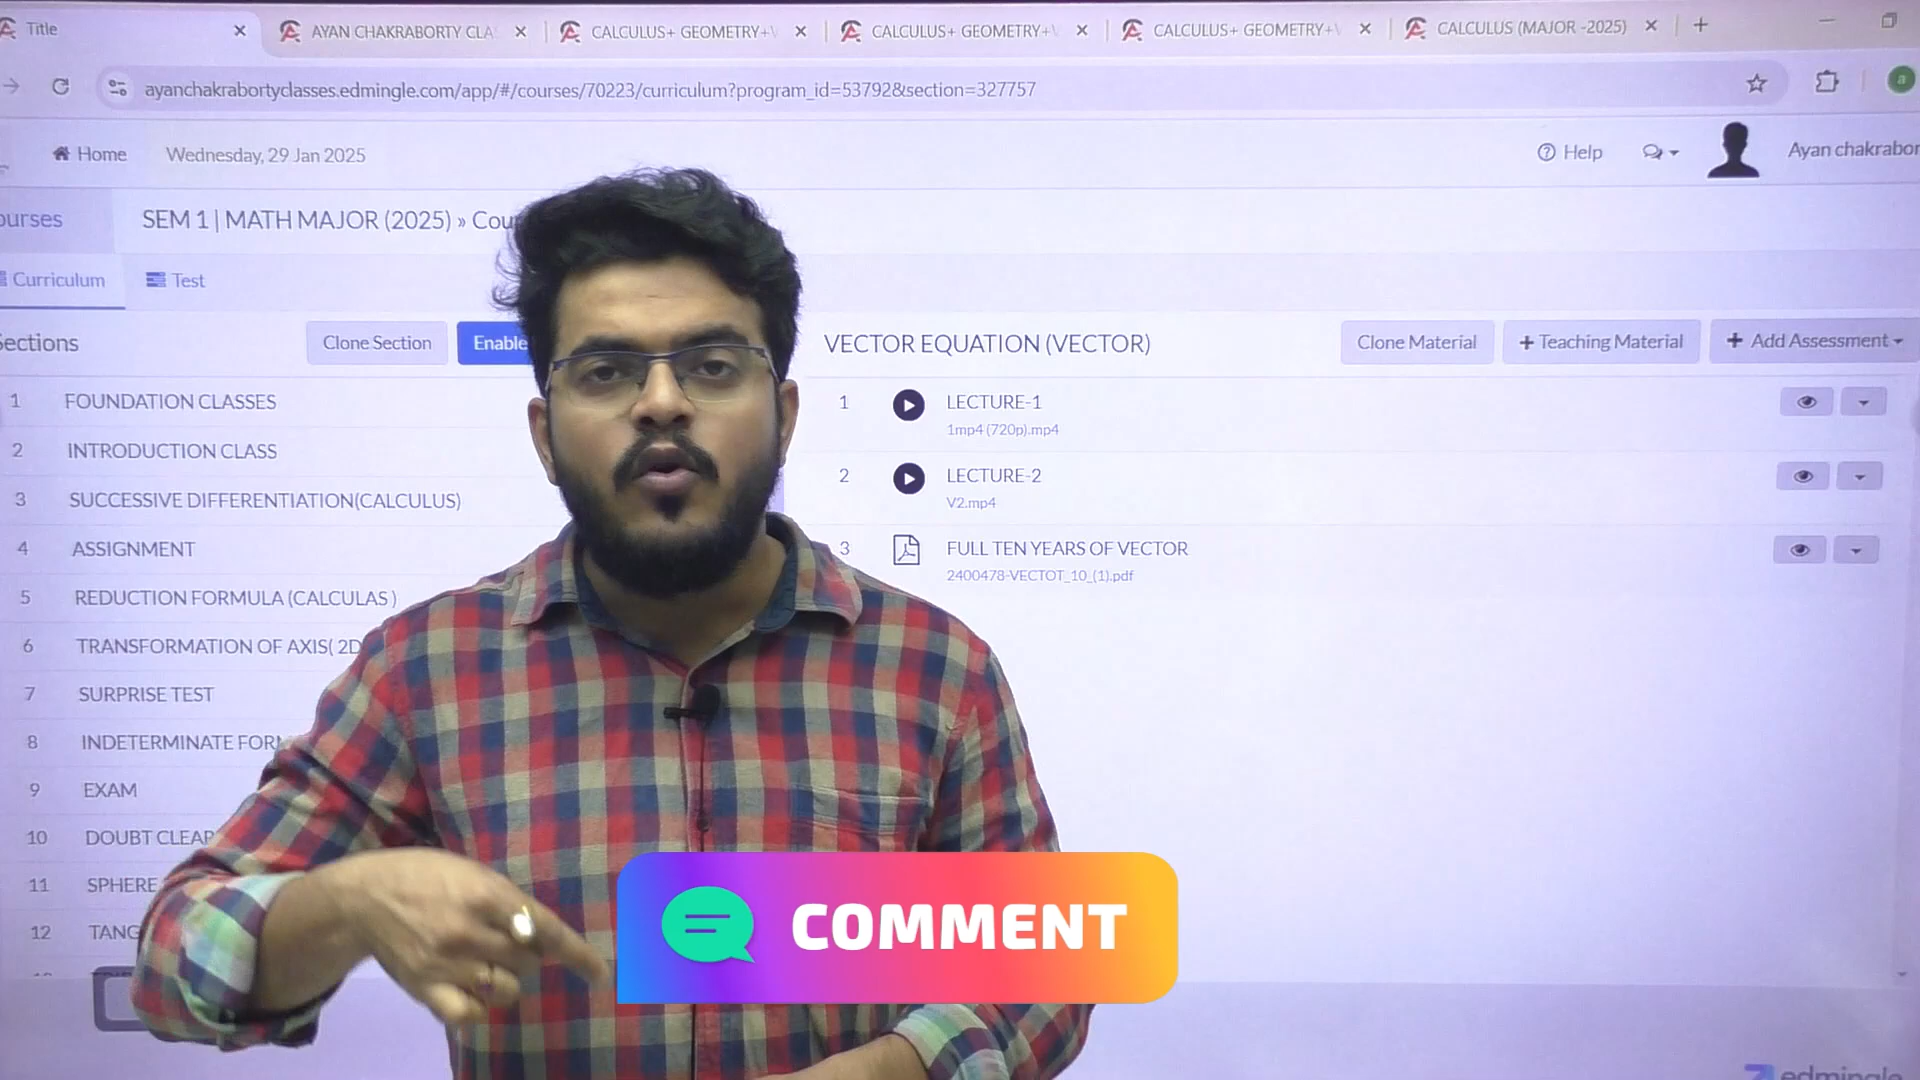 Title
AYAN CHAKRABORTY CLA
CALCULUS+ GEOMETRY+V
CALCULUS+ GEOMETRY+V
CALCULUS+ GEOMETRY+V
CALCULUS (MAJOR -2025)
ayanchakrabortyclasses.edmingle.com/app/#/courses/70223/curriculum?program_id=53792&section=327757
a
Home
Wednesday, 29 Jan 2025
Help
Ayan chakrabor
ourses
SEM 1 | MATH MAJOR (2025) » Cou
Curriculum
Test
Sections
Clone Section
Enable
VECTOR EQUATION (VECTOR)
Clone Material
+ Teaching Material
+ Add Assessment
1 FOUNDATION CLASSES
2 INTRODUCTION CLASS
3 SUCCESSIVE DIFFERENTIATION(CALCULUS)
4 ASSIGNMENT
5 REDUCTION FORMULA (CALCULAS )
6 TRANSFORMATION OF AXIS( 2D
7 SURPRISE TEST
8 INDETERMINATE FORM
9 EXAM
10 DOUBT CLEAR
11 SPHERE
12 TANG
1 LECTURE-1
1mp4 (720p).mp4
2 LECTURE-2
V2.mp4
3 FULL TEN YEARS OF VECTOR
2400478-VECTOT_10_(1).pdf
COMMENT
edmingle